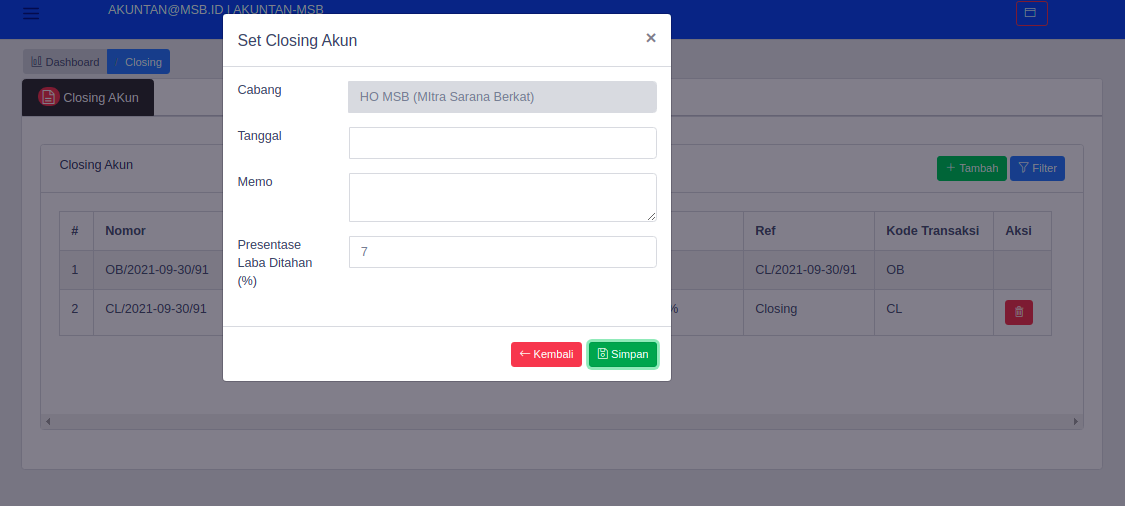 AKUNTAN@MSB.ID | AKUNTAN-MSB
Dashboard Closing
Closing AKun
Set Closing Akun ×
Cabang HO MSB (MItra Sarana Berkat)
Tanggal
Memo
Presentase
Laba Ditahan
(%)
7
Kembali Simpan
Closing Akun + Tambah Filter
# Nomor Ref Kode Transaksi Aksi
1 OB/2021-09-30/91 CL/2021-09-30/91 OB
2 CL/2021-09-30/91 % Closing CL